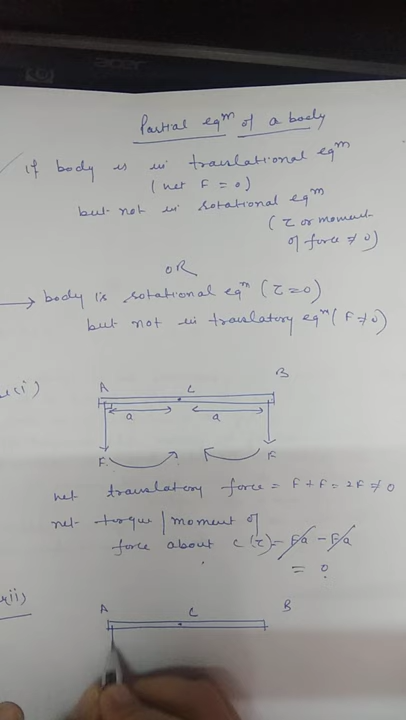 acer
Partial eqm of a body
if body is in translational eqm
(net F = 0)
but not in rotational eqm
(τ or moment
of force ≠ 0)
OR
→ body is rotational eqm (τ=0)
but not in translatory eqm (F≠0)
(i)
A C B
a a
F F
net translatory force = F + F = 2F ≠ 0
net torque | moment of
force about C (τ) = Fa - Fa
= 0
(ii)
A C B